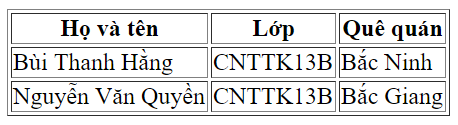 Họ và tên Lớp Quê quán
Bùi Thanh Hằng CNTTK13B Bắc Ninh
Nguyễn Văn Quyền CNTTK13B Bắc Giang